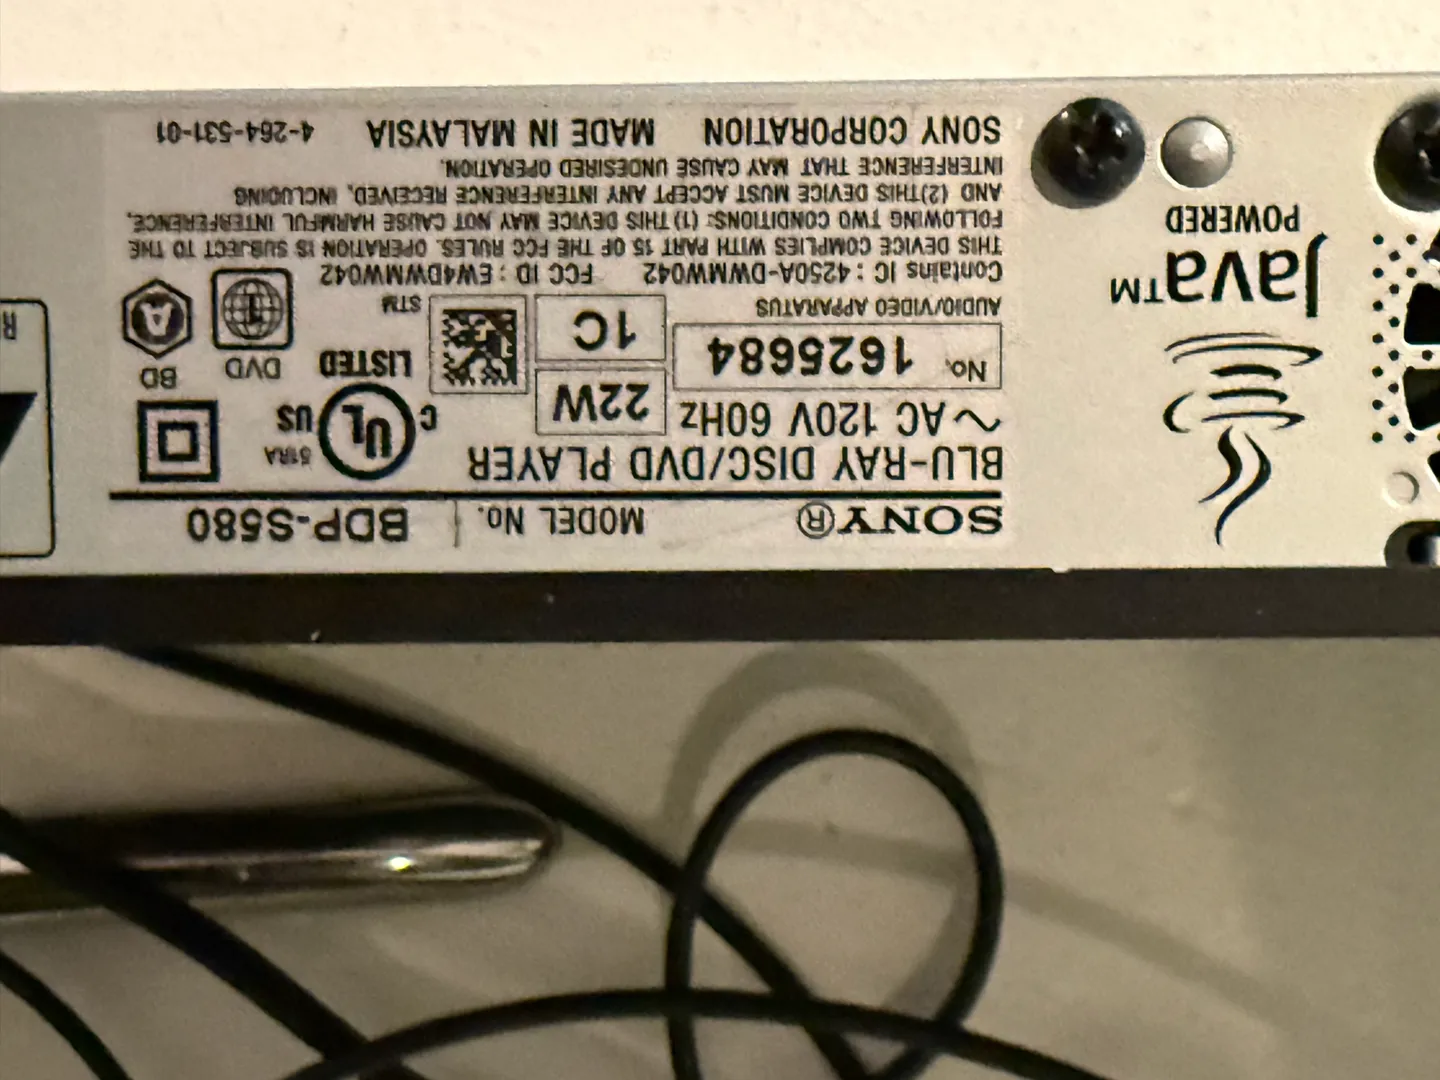 SONY® MODEL No. BDP-S580
BLU-RAY DISC/DVD PLAYER
~ AC 120V 60Hz
22W
No. 1625684
1C
AUDIO/VIDEO APPARATUS
STM
51RA
C UL US
LISTED
DVD
1
BD
A
Contains IC : 4250A-DWMW042 FCC ID : EW4DWMW042
THIS DEVICE COMPLIES WITH PART 15 OF THE FCC RULES. OPERATION IS SUBJECT TO THE
FOLLOWING TWO CONDITIONS: (1) THIS DEVICE MAY NOT CAUSE HARMFUL INTERFERENCE,
AND (2)THIS DEVICE MUST ACCEPT ANY INTERFERENCE RECEIVED, INCLUDING
INTERFERENCE THAT MAY CAUSE UNDESIRED OPERATION.
SONY CORPORATION MADE IN MALAYSIA 4-264-531-01
Java™
POWERED
R